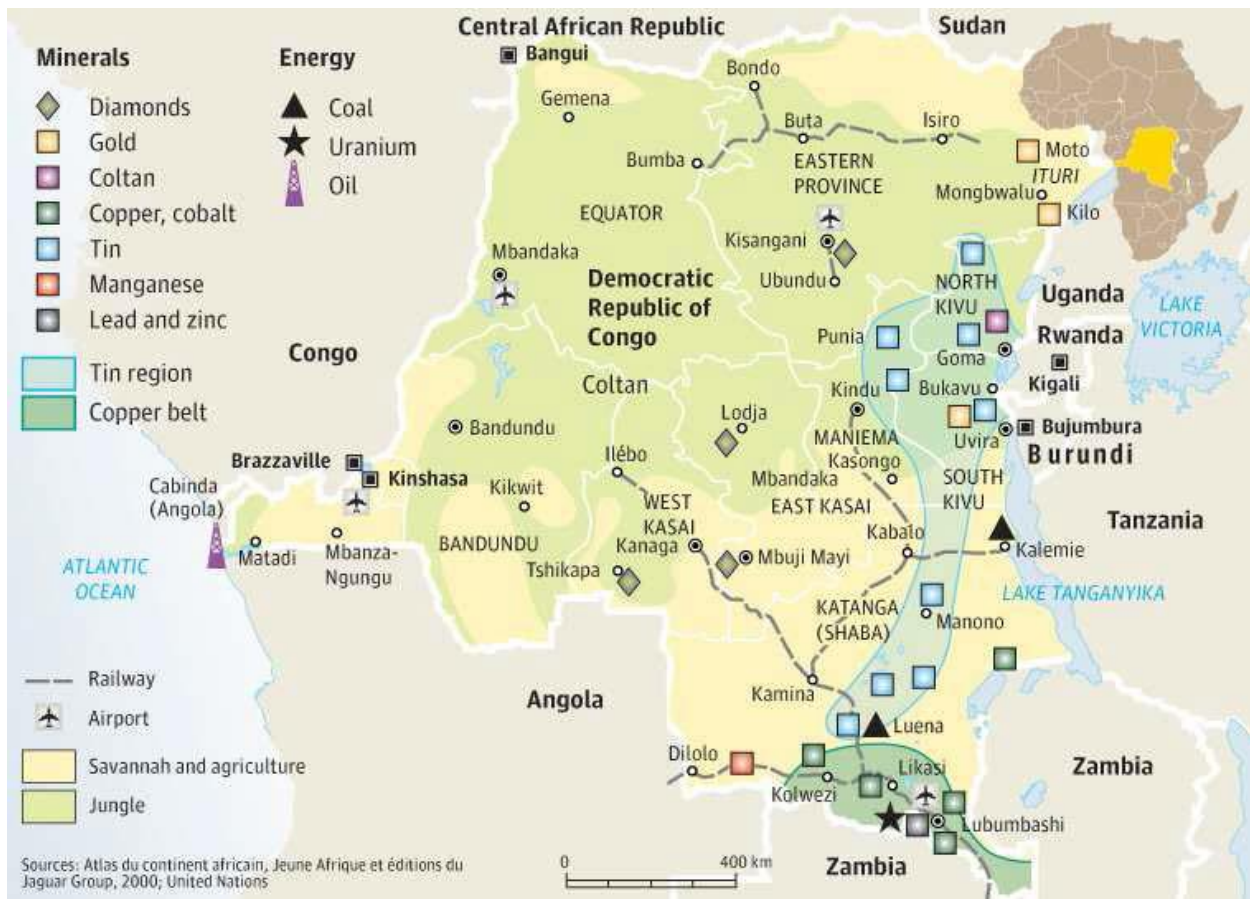 Minerals
Diamonds
Gold
Coltan
Copper, cobalt
Tin
Manganese
Lead and zinc
Tin region
Copper belt
Energy
Coal
Uranium
Oil
Central African Republic
Sudan
Bangui
Bondo
Gemena
Buta
Isiro
Bumba
EASTERN
PROVINCE
Moto
ITURI
Mongbwalu
Kilo
EQUATOR
Kisangani
Mbandaka
Ubundu
Democratic
Republic of
Congo
NORTH
KIVU
Uganda
LAKE
VICTORIA
Punia
Rwanda
Goma
Congo
Kigali
Coltan
Kindu
Bukavu
Lodja
Bandundu
MANIEMA
Uvira
Bujumbura
Burundi
Brazzaville
Ilébo
Kasongo
Kinshasa
Mbandaka
SOUTH
KIVU
Cabinda
(Angola)
Kikwit
WEST
KASAI
EAST KASAI
Tanzania
Kabalo
Matadi
Mbanza-
Ngungu
BANDUNDU
Kanaga
Mbuji Mayi
Kalemie
Tshikapa
ATLANTIC
OCEAN
LAKE TANGANYIKA
KATANGA
(SHABA)
Manono
Railway
Airport
Savannah and agriculture
Jungle
Angola
Kamina
Luena
Dilolo
Likasi
Kolwezi
Zambia
Lubumbashi
Zambia
0 400 km
Sources: Atlas du continent africain, Jeune Afrique et éditions du
Jaguar Group, 2000; United Nations